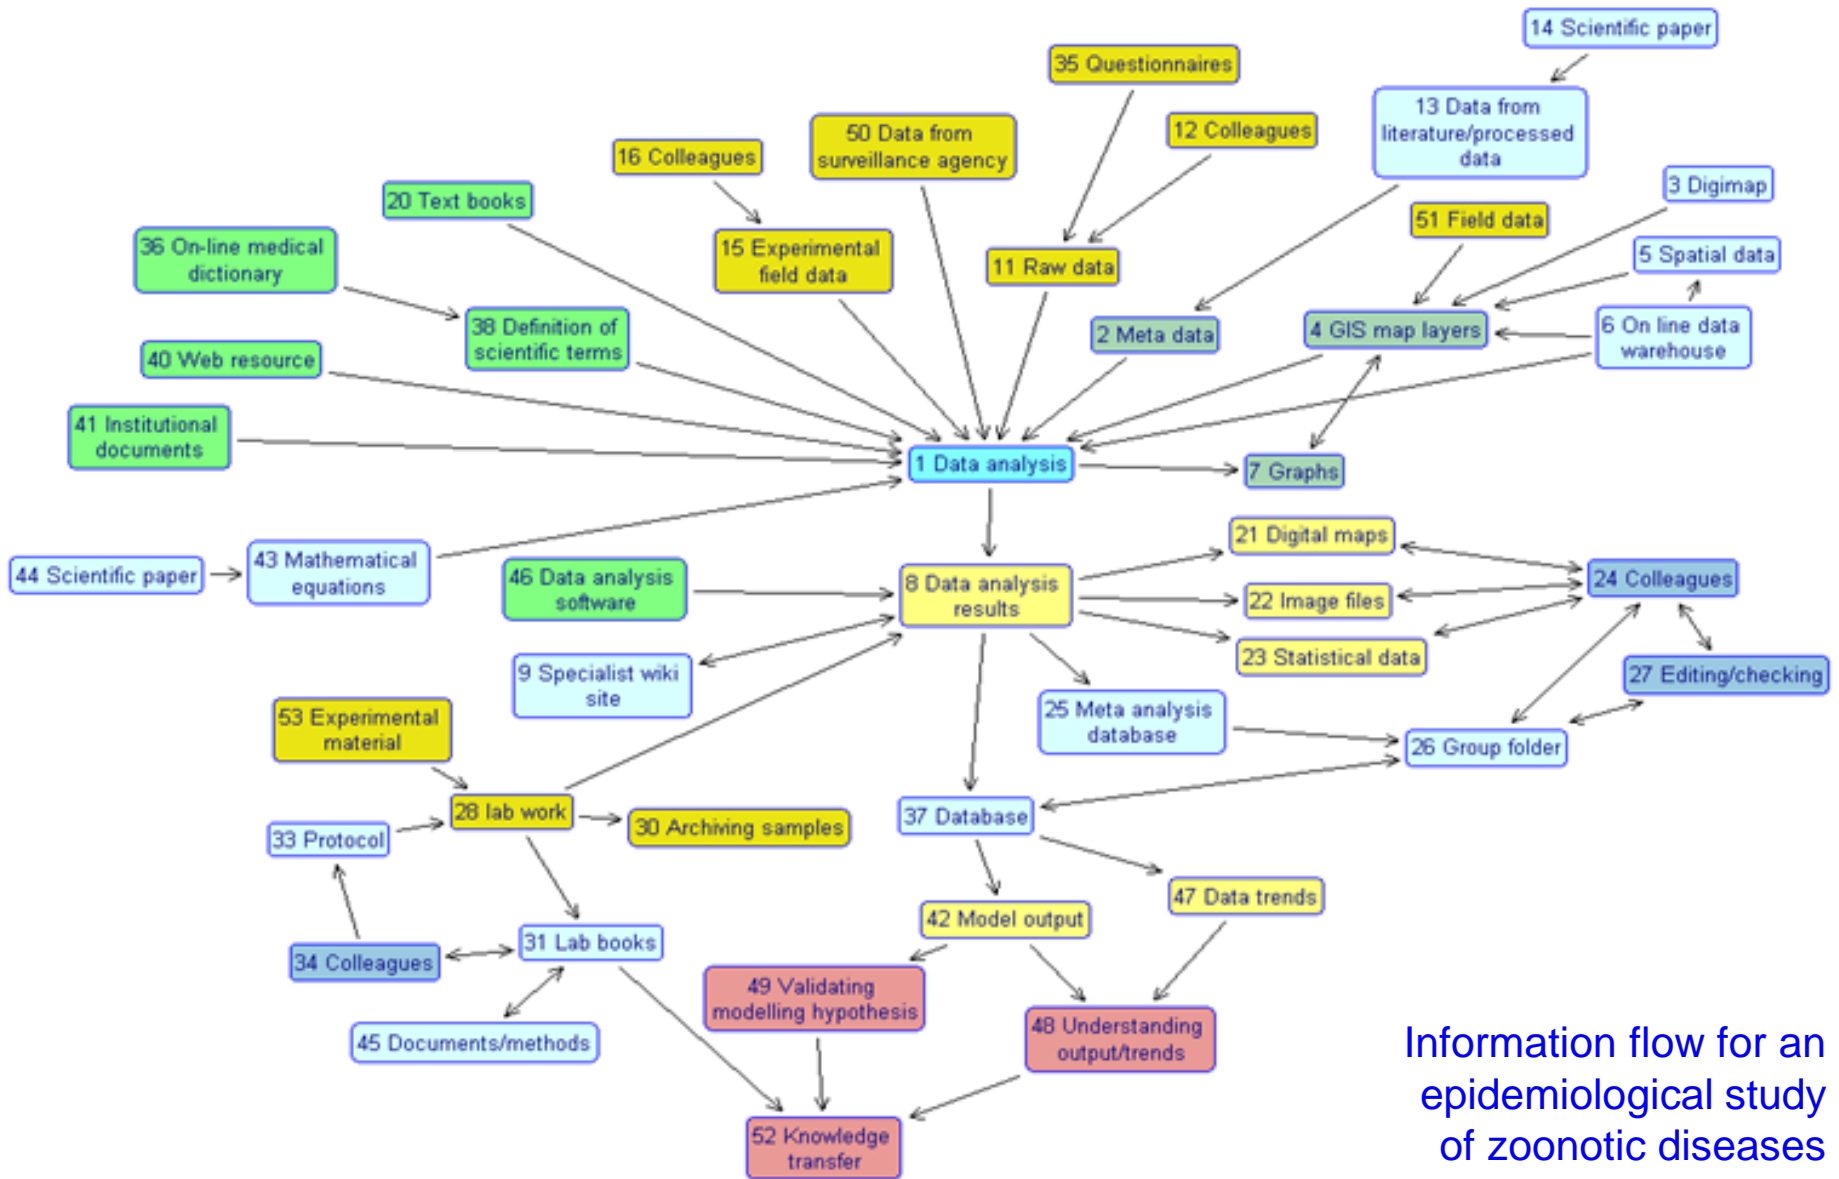 14 Scientific paper
35 Questionnaires
13 Data from
literature/processed
data
50 Data from
surveillance agency
12 Colleagues
16 Colleagues
3 Digimap
20 Text books
51 Field data
36 On-line medical
dictionary
15 Experimental
field data
11 Raw data
5 Spatial data
38 Definition of
scientific terms
2 Meta data
4 GIS map layers
6 On line data
warehouse
40 Web resource
41 Institutional
documents
1 Data analysis
7 Graphs
21 Digital maps
44 Scientific paper
43 Mathematical
equations
46 Data analysis
software
8 Data analysis
results
22 Image files
24 Colleagues
23 Statistical data
9 Specialist wiki
site
27 Editing/checking
53 Experimental
material
25 Meta analysis
database
26 Group folder
28 lab work
30 Archiving samples
37 Database
33 Protocol
47 Data trends
42 Model output
31 Lab books
34 Colleagues
49 Validating
modelling hypothesis
48 Understanding
output/trends
45 Documents/methods
52 Knowledge
transfer
Information flow for an
epidemiological study
of zoonotic diseases